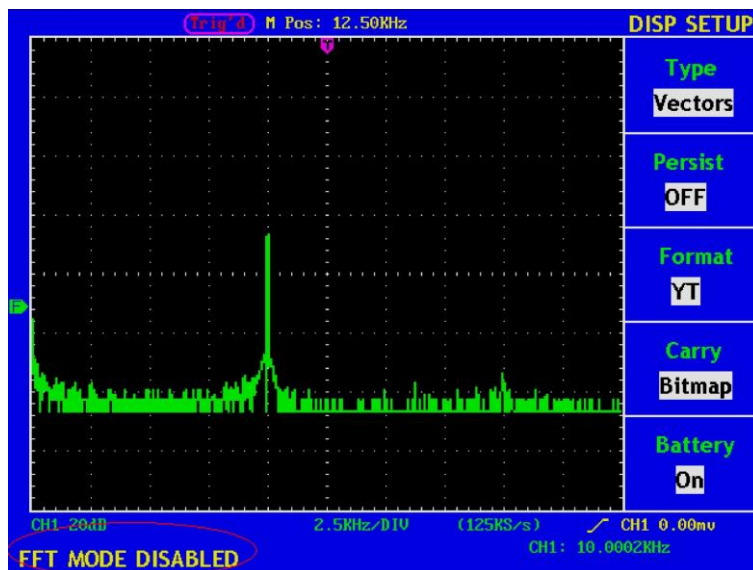 Trig'd M Pos: 12.50KHz
DISP SETUP
T
Type
Vectors
Persist
OFF
Format
YT
F
Carry
Bitmap
Battery
On
CH1 20dB 2.5KHz/DIV (125KS/s) CH1 0.00mv
FFT MODE DISABLED
CH1: 10.0002KHz